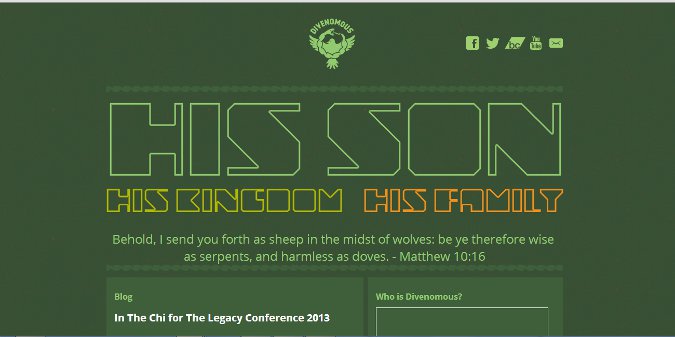 DIVENOMOUS
HIS SON
HIS KINGDOM HIS FAMILY
Behold, I send you forth as sheep in the midst of wolves: be ye therefore wise
as serpents, and harmless as doves. - Matthew 10:16
Blog
Who is Divenomous?
In The Chi for The Legacy Conference 2013